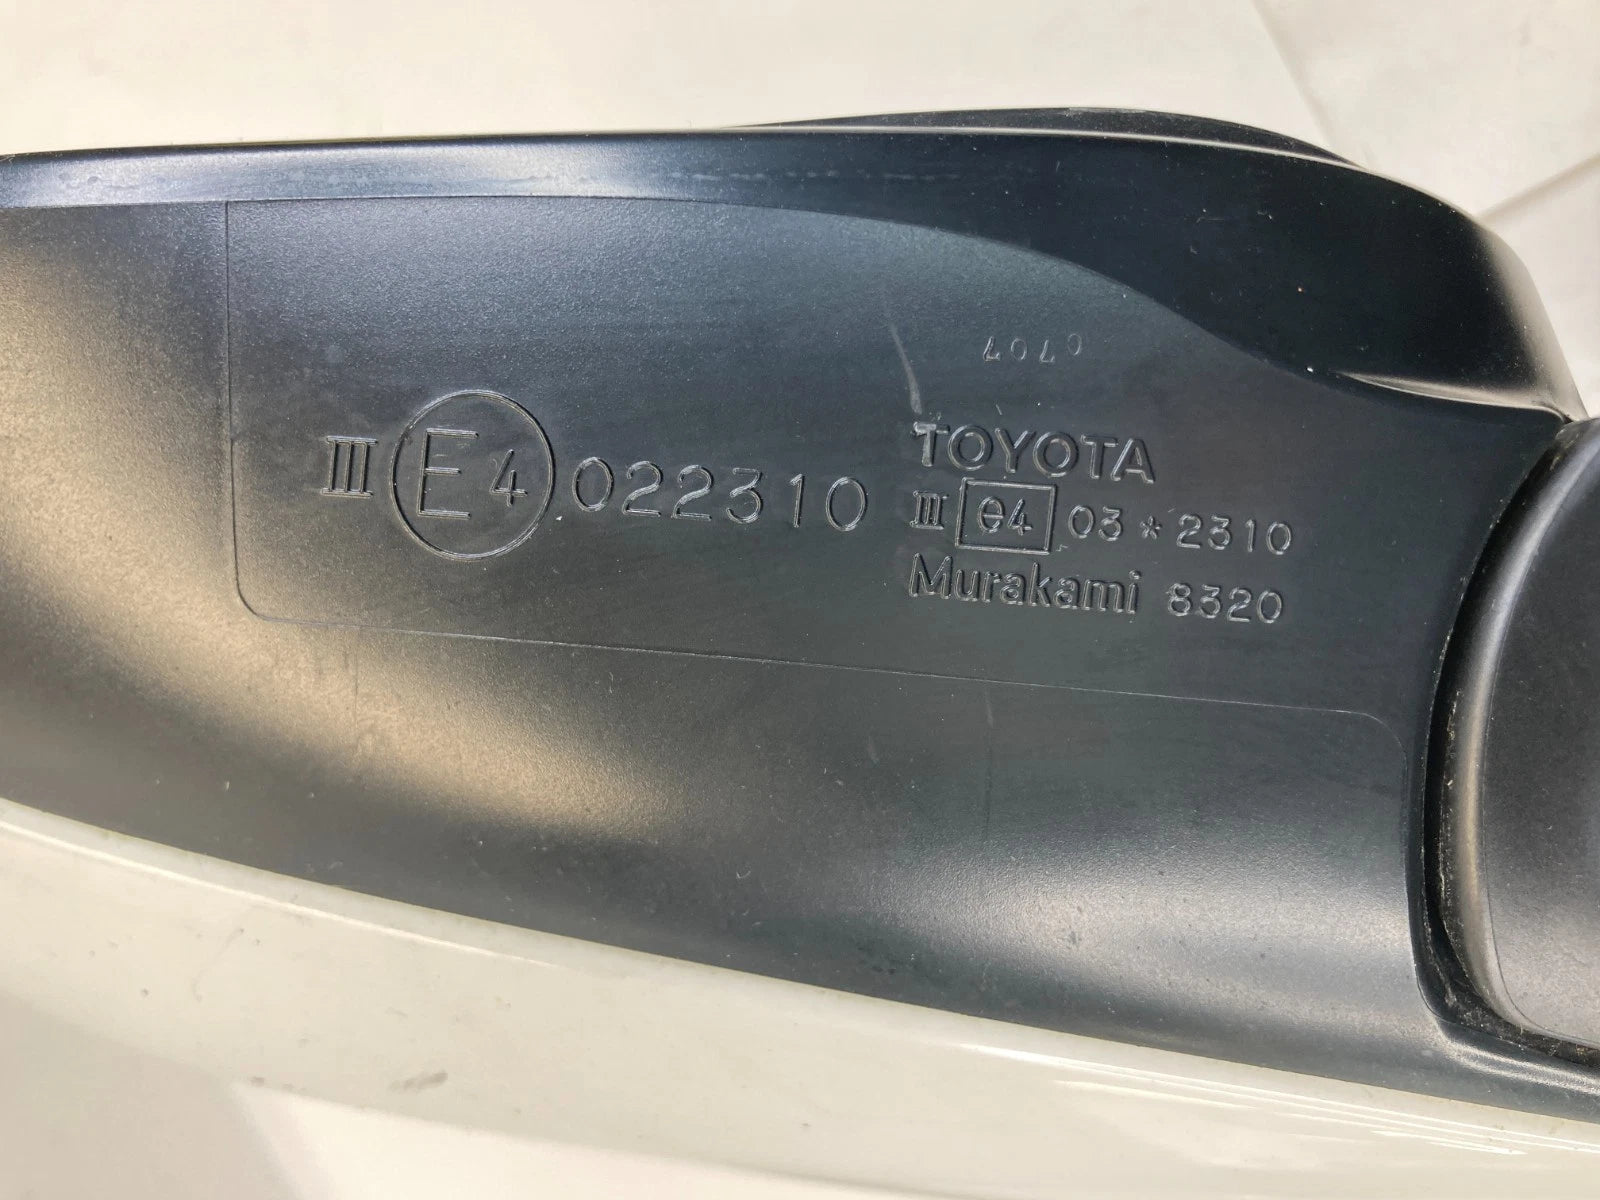 4040
TOYOTA
III E4 022310
III e4 03*2310
Murakami 8320